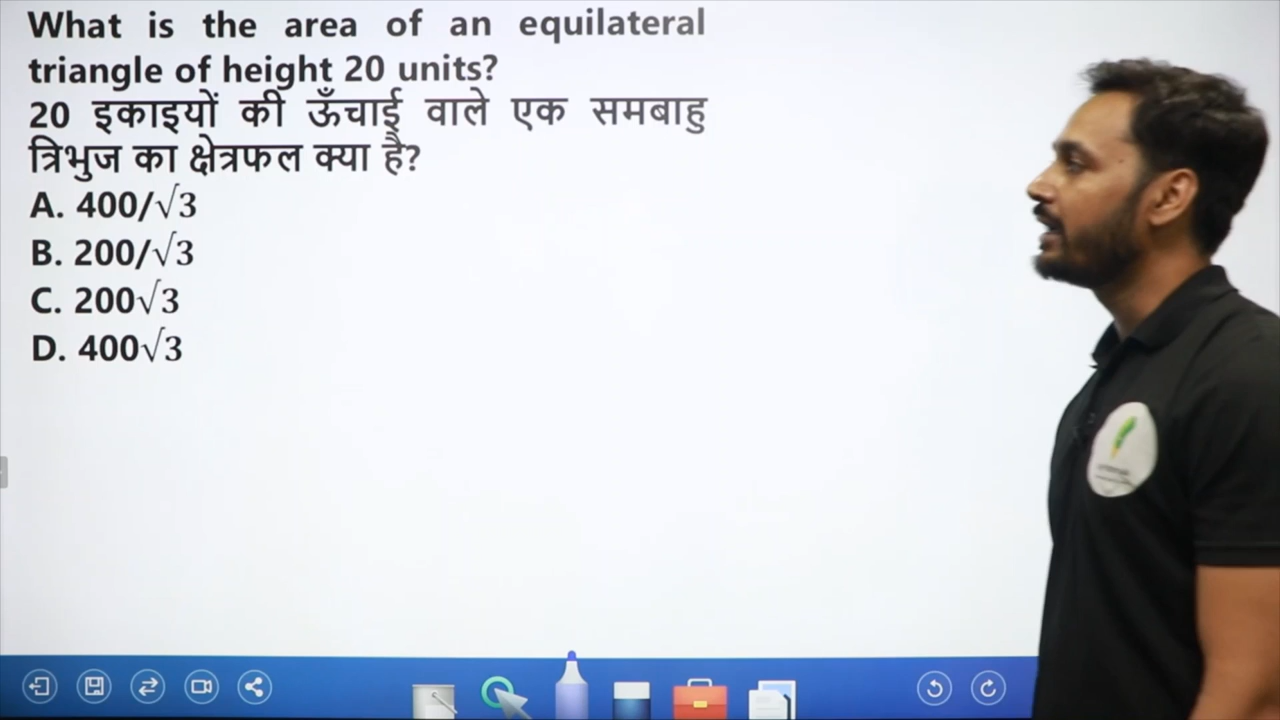 What is the area of an equilateral
triangle of height 20 units?
20 इकाइयों की ऊँचाई वाले एक समबाहु
त्रिभुज का क्षेत्रफल क्या है?
A. 400/√3
B. 200/√3
C. 200√3
D. 400√3